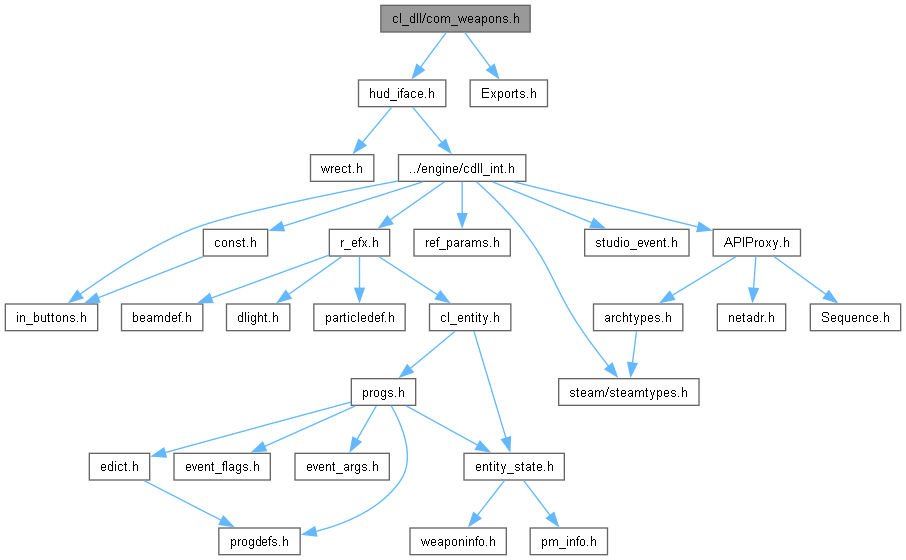 cl_dll/com_weapons.h
hud_iface.h
Exports.h
wrect.h
../engine/cdll_int.h
const.h
r_efx.h
ref_params.h
studio_event.h
APIProxy.h
in_buttons.h
beamdef.h
dlight.h
particledef.h
cl_entity.h
archtypes.h
netadr.h
Sequence.h
progs.h
steam/steamtypes.h
edict.h
event_flags.h
event_args.h
entity_state.h
progdefs.h
weaponinfo.h
pm_info.h